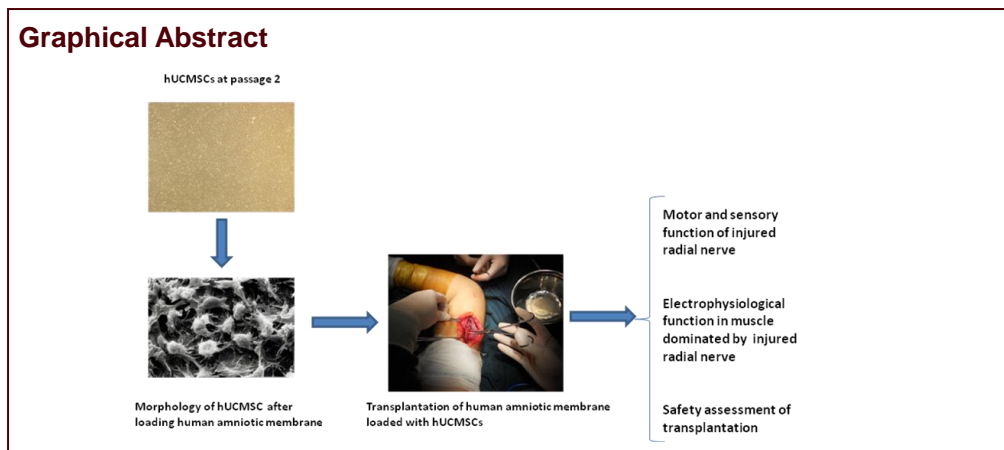 Graphical Abstract
hUCMSCs at passage 2
Morphology of hUCMSC after
loading human amniotic membrane
Transplantation of human amniotic membrane
loaded with hUCMSCs
Motor and sensory
function of injured
radial nerve
Electrophysiological
function in muscle
dominated by injured
radial nerve
Safety assessment of
transplantation